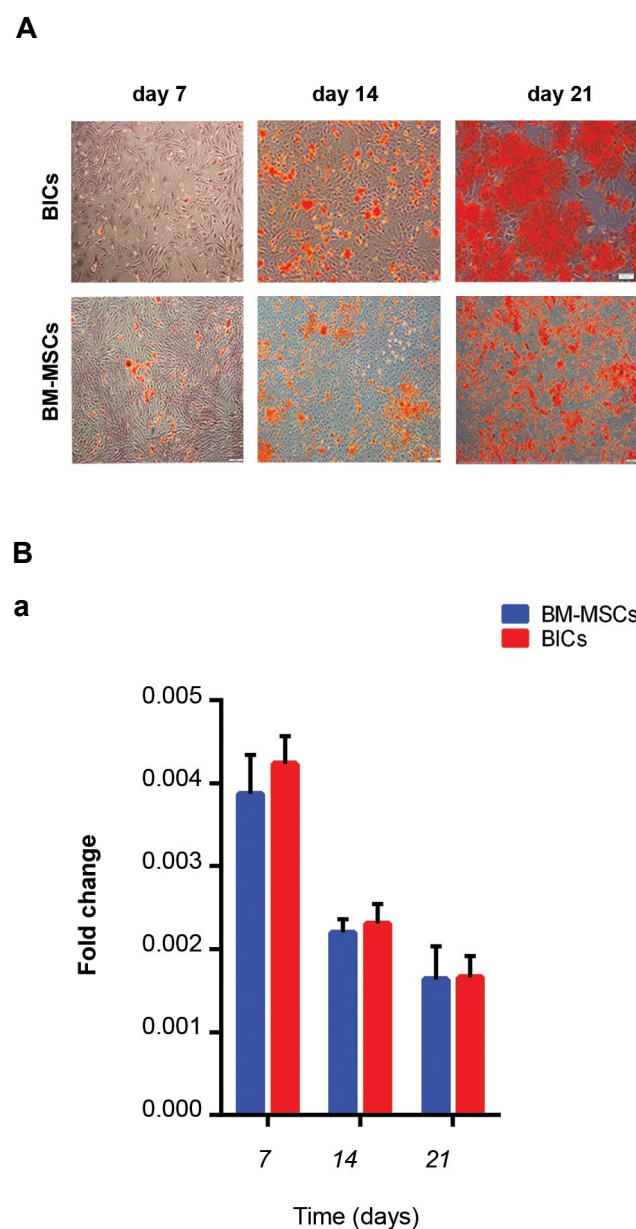 A
day 7 day 14 day 21
BICs
BM-MSCs
B
a
BM-MSCs
BICs
Fold change
0.005
0.004
0.003
0.002
0.001
0.000
7 14 21
Time (days)